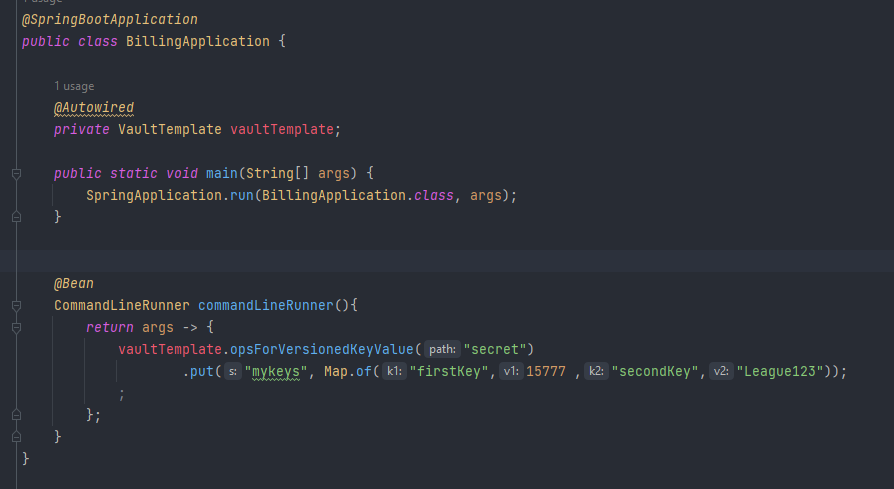 1 usage
@SpringBootApplication
public class BillingApplication {
1 usage
@Autowired
private VaultTemplate vaultTemplate;
public static void main(String[] args) {
SpringApplication.run(BillingApplication.class, args);
}
@Bean
CommandLineRunner commandLineRunner(){
return args -> {
vaultTemplate.opsForVersionedKeyValue( path: "secret")
.put( s: "mykeys", Map.of( k1: "firstKey", v1: 15777 , k2: "secondKey", v2: "League123"));
;
};
}
}